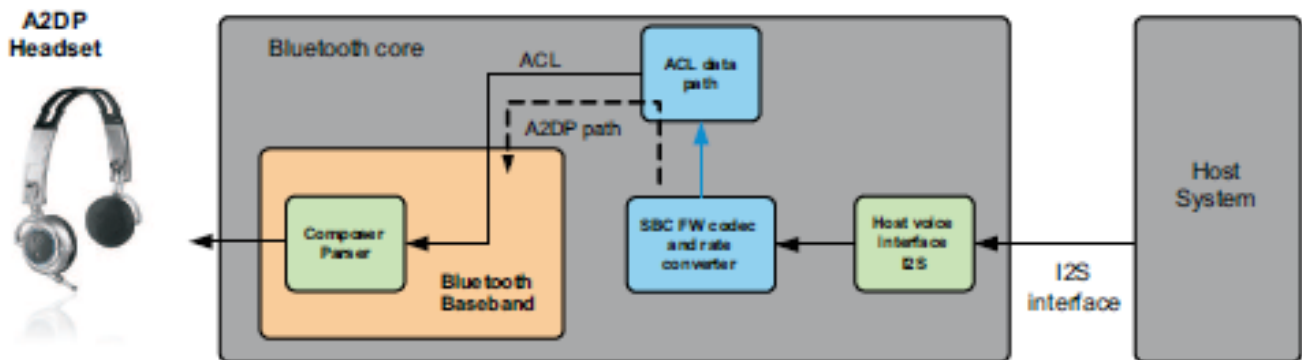 A2DP
Headset
Bluetooth core
ACL
ACL data
path
A2DP path
Host
System
Composer
Parser
SBC FW codec
and rate
converter
Host voice
Interface
I2S
Bluetooth
Baseband
I2S
interface